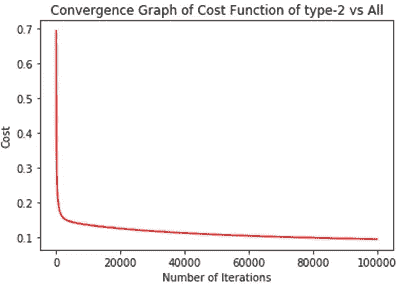 Convergence Graph of Cost Function of type-2 vs All
0.7
0.6
0.5
0.4
0.3
0.2
0.1
Cost
0 20000 40000 60000 80000 100000
Number of Iterations